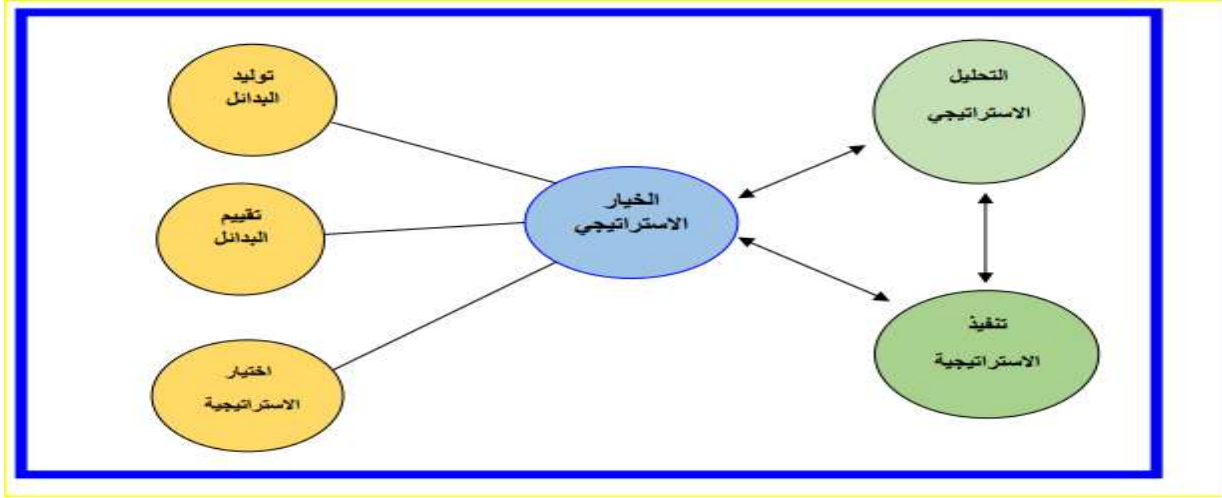 التحليل
الاستراتيجي
تنفيذ
الاستراتيجية
الخيار
الاستراتيجي
توليد
البدائل
تقييم
البدائل
اختيار
الاستراتيجية